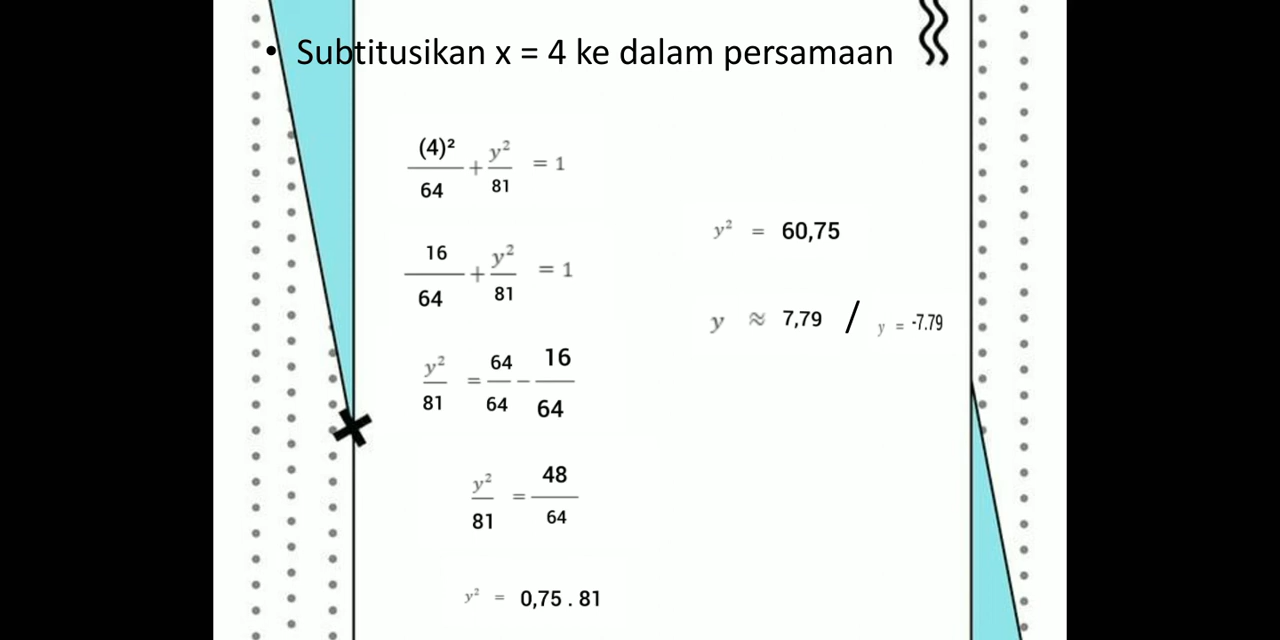 • Subtitusikan x = 4 ke dalam persamaan
(4)²/64 + y²/81 = 1
16/64 + y²/81 = 1
y²/81 = 64/64 − 16/64
y²/81 = 48/64
y² = 0,75 . 81
y² = 60,75
y ≈ 7,79 / y = -7.79